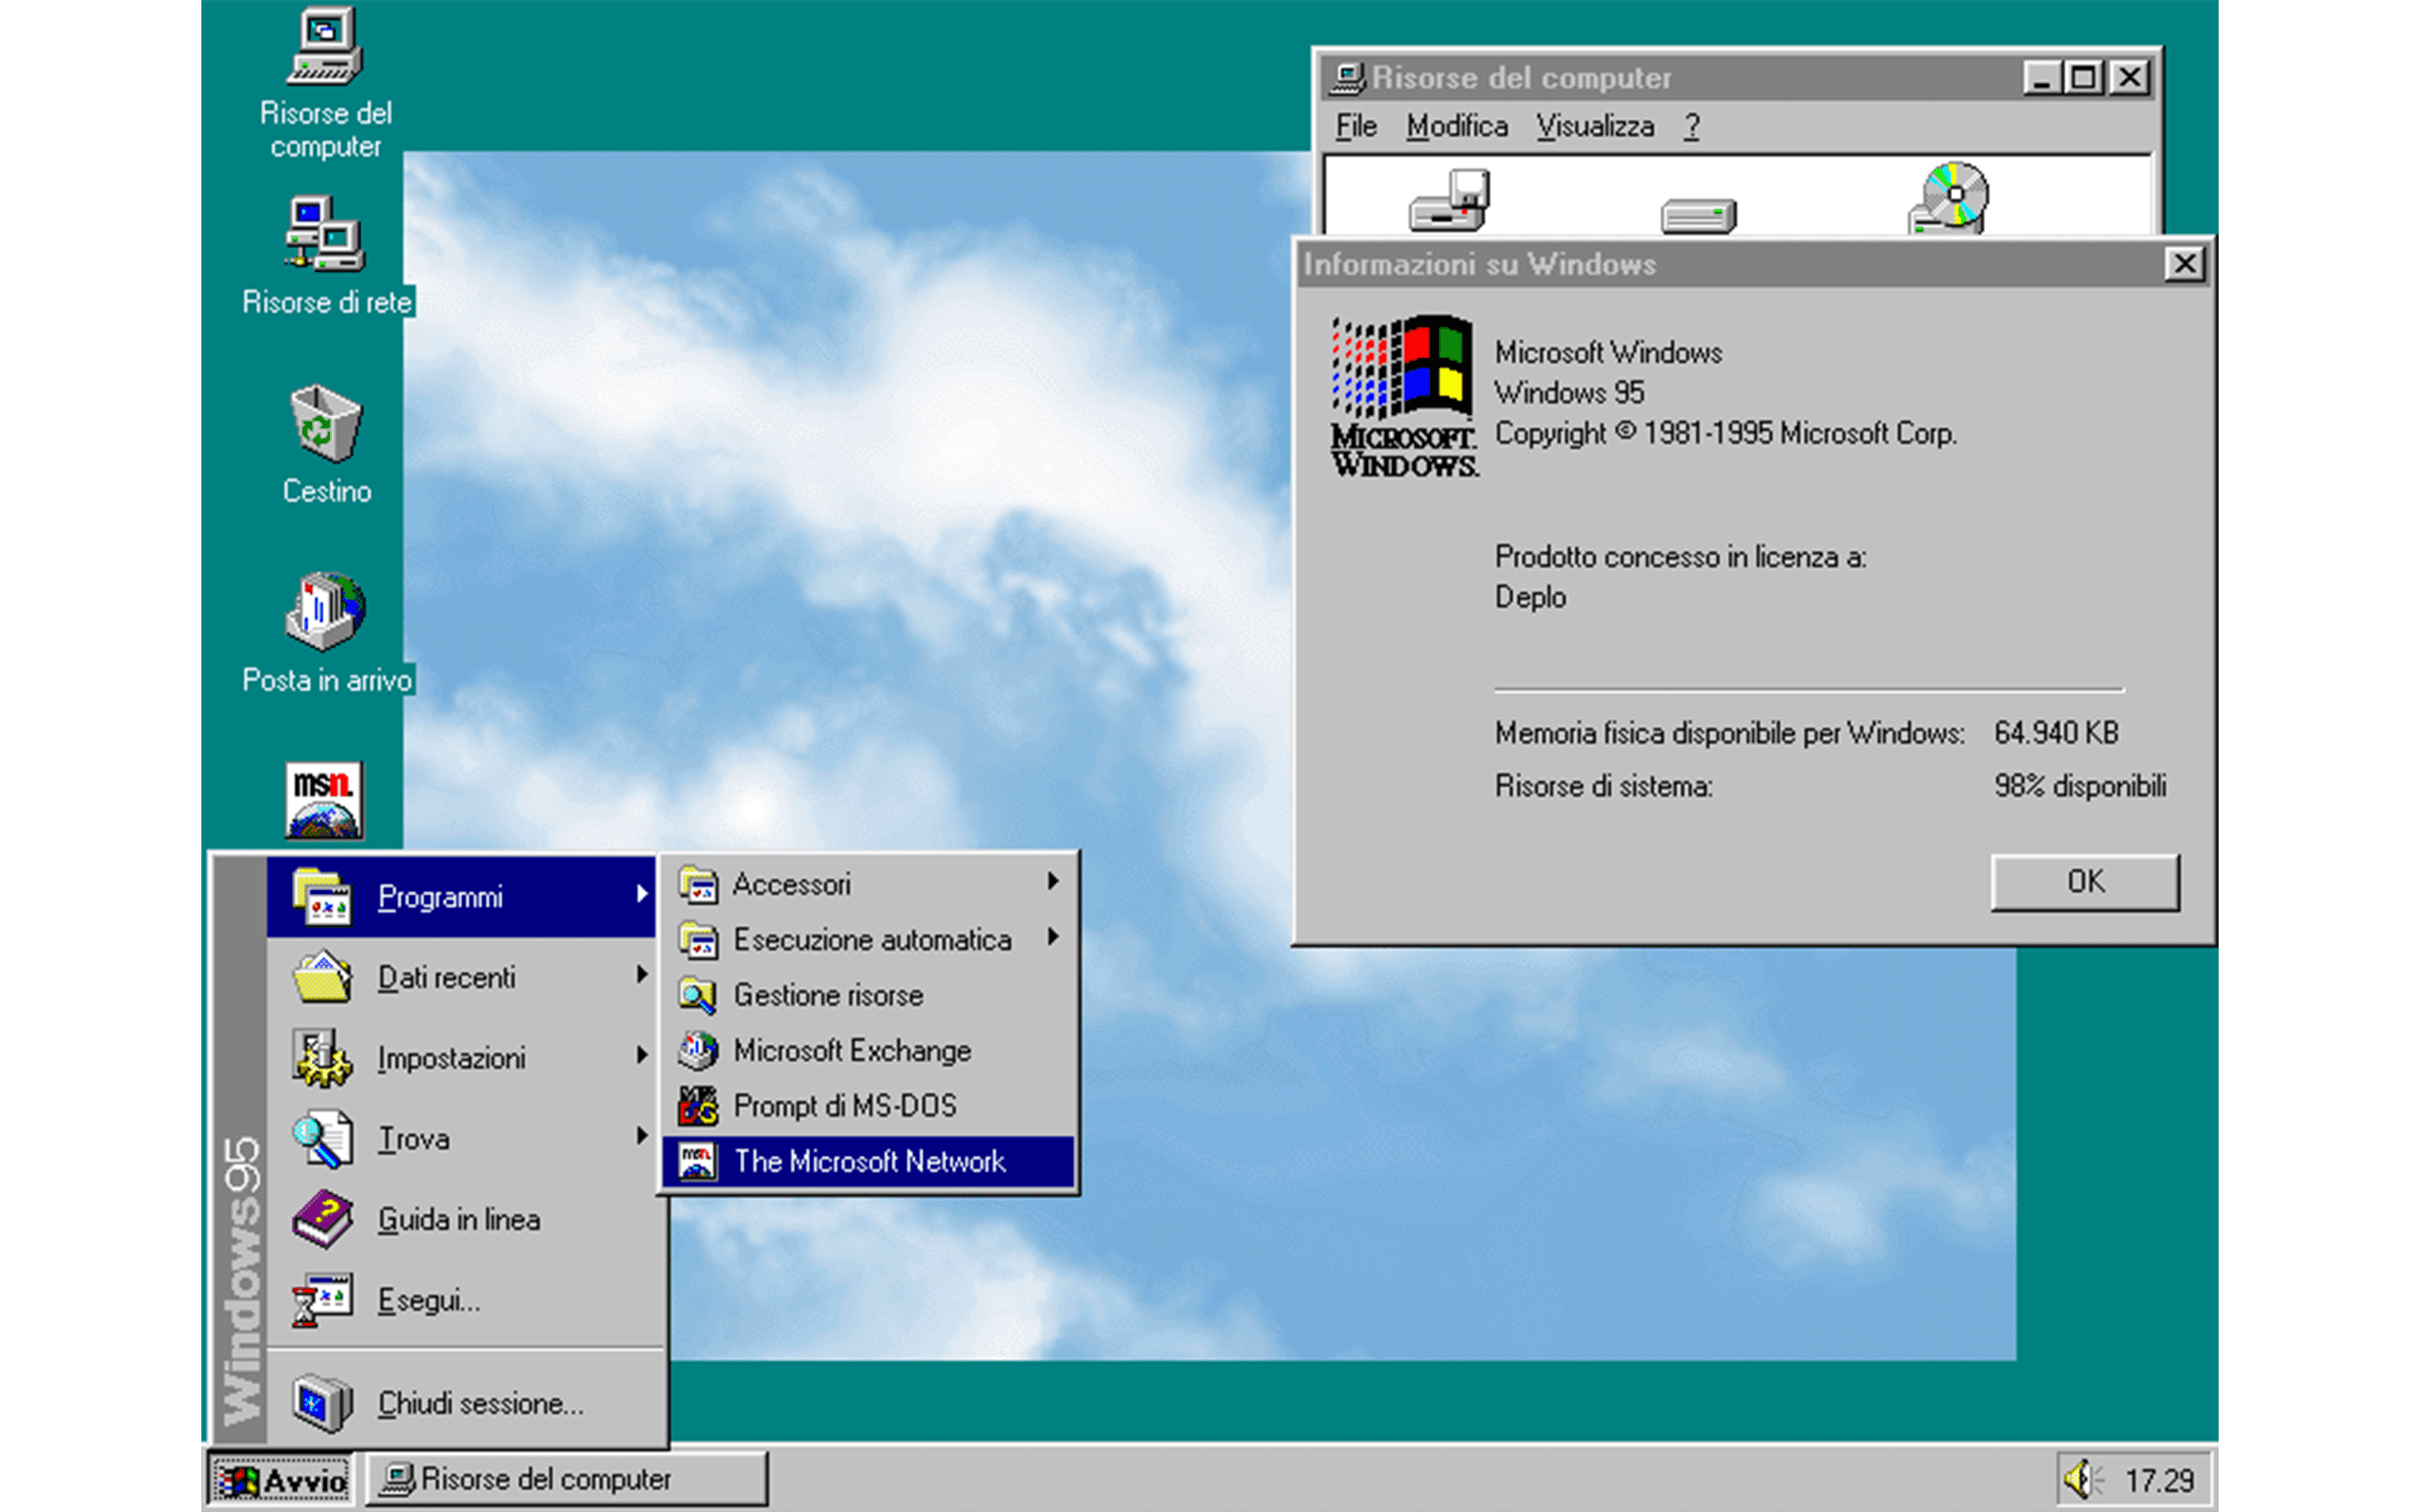 Risorse del
computer
Risorse di rete
Cestino
Posta in arrivo
msn.
Risorse del computer
File Modifica Visualizza ?
Informazioni su Windows
MICROSOFT.
WINDOWS.
Microsoft Windows
Windows 95
Copyright © 1981-1995 Microsoft Corp.
Prodotto concesso in licenza a:
Deplo
Memoria fisica disponibile per Windows: 64.940 KB
Risorse di sistema: 98% disponibili
OK
Windows95
Programmi
Dati recenti
Impostazioni
Trova
Guida in linea
Esegui...
Chiudi sessione...
Accessori
Esecuzione automatica
Gestione risorse
Microsoft Exchange
Prompt di MS-DOS
msn.
The Microsoft Network
Avvio
Risorse del computer
17.29